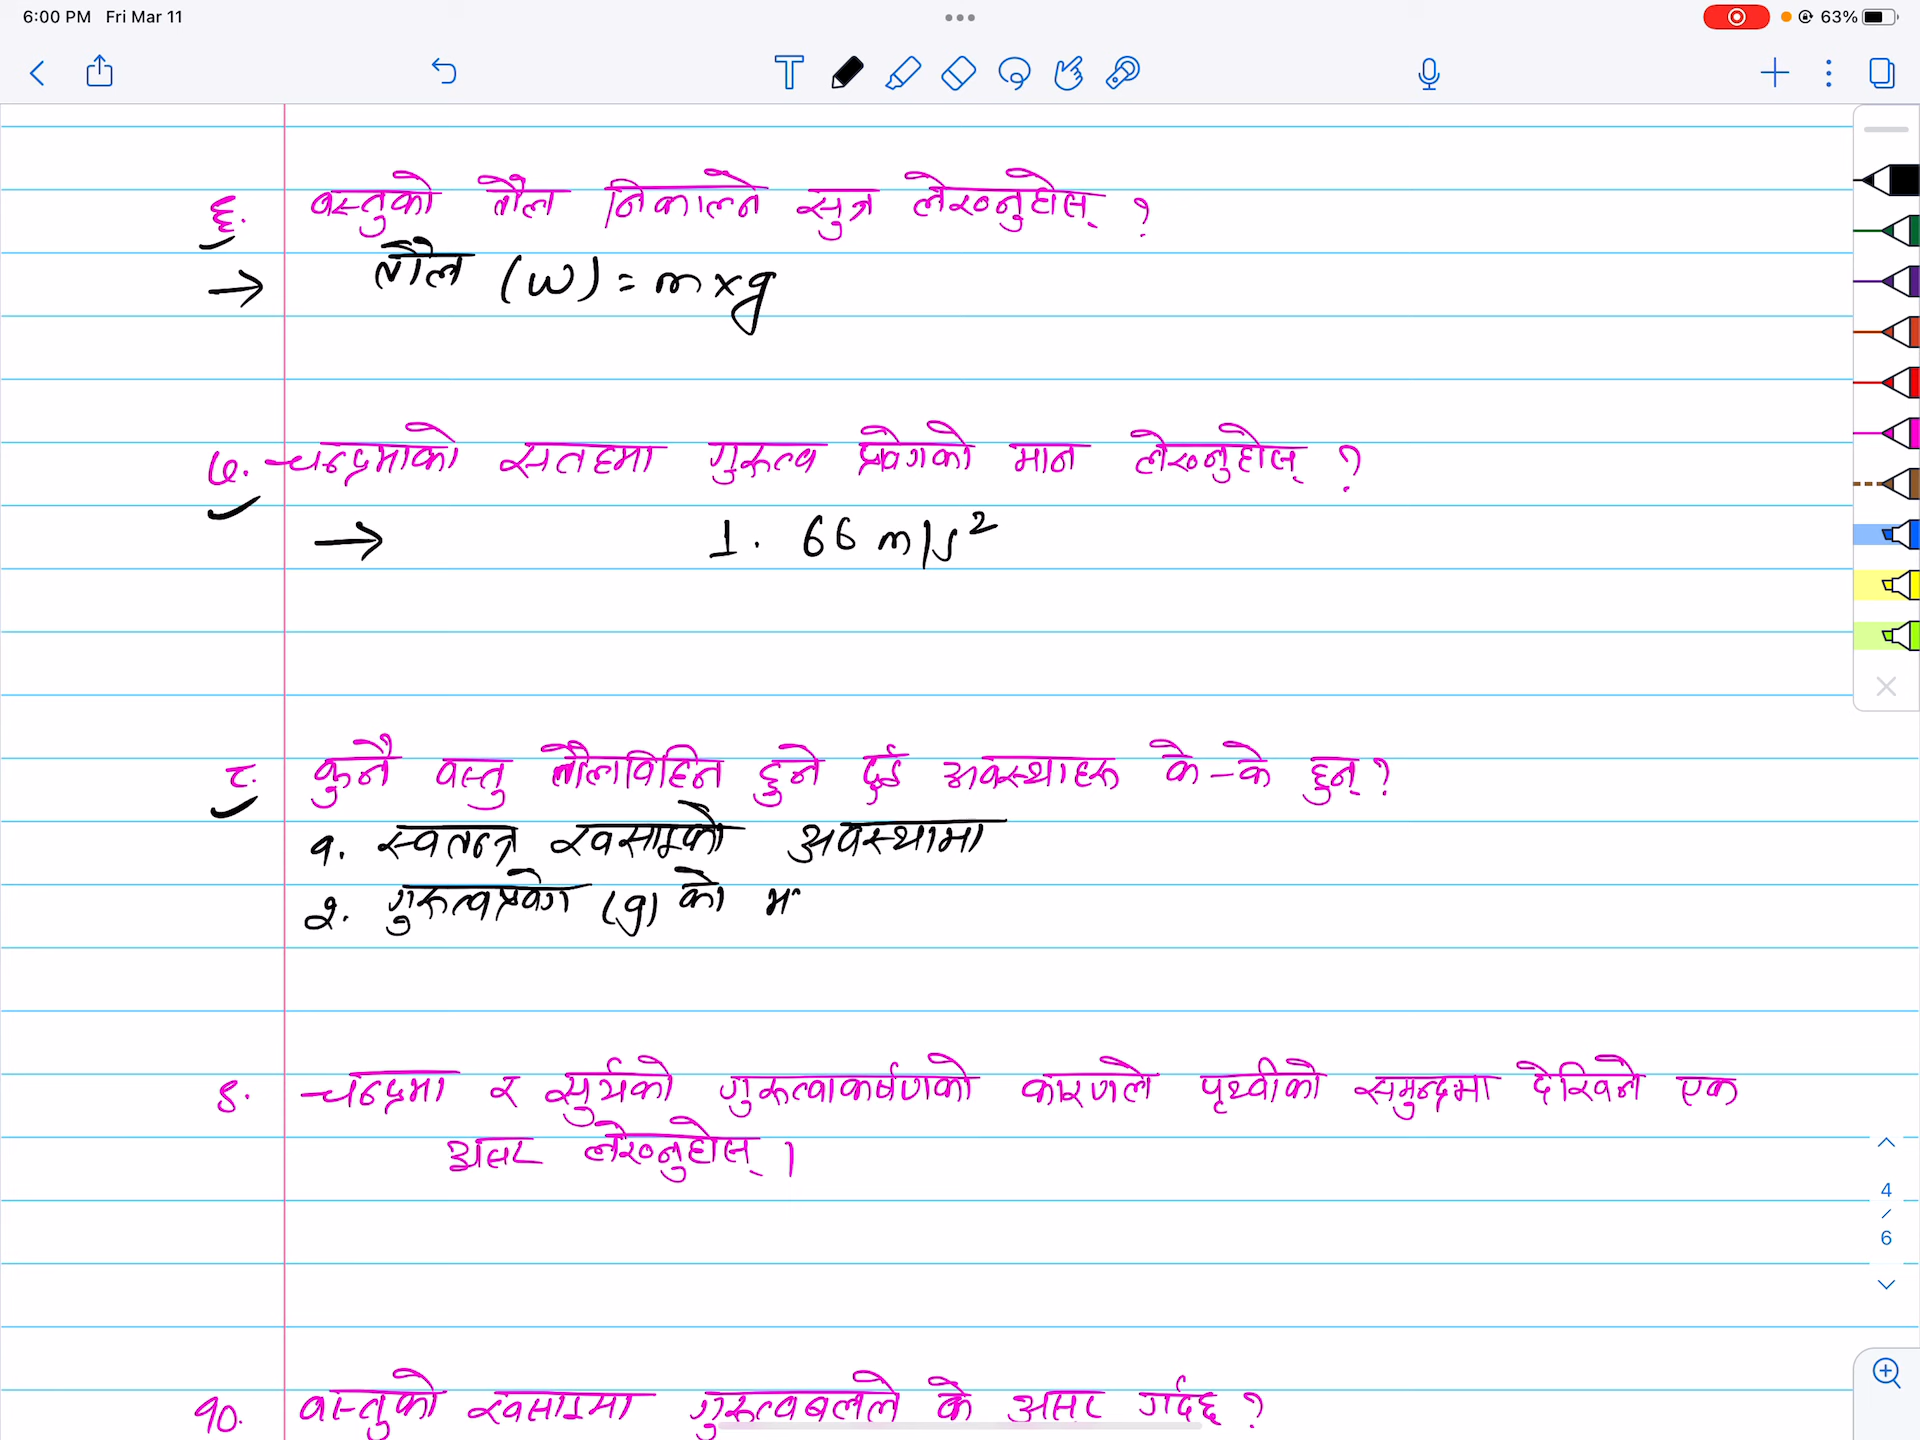 6:00 PM Fri Mar 11
63%
६. वस्तुको तौल निकाल्ने सुत्र लेख्नुहोस् ?
→ तौल (W) = m × g
७. चन्द्रमाको सतहमा गुरुत्व प्रवेगको मान लेख्नुहोस् ?
→ 1.66 m/s²
८. कुनै वस्तु तौलविहिन हुने दुई अवस्थाहरु के-के हुन् ?
१. स्वतन्त्र खसाइको अवस्थामा
२. गुरुत्वप्रवेग (g) को
९. चन्द्रमा र सुर्यको गुरुत्वाकर्षणको कारणले पृथ्वीको समुन्द्रमा देखिने एक
असर लेख्नुहोस् ।
१०. वस्तुको खसाइमा गुरुत्वबलले के असर गर्दछ ?
4
/
6